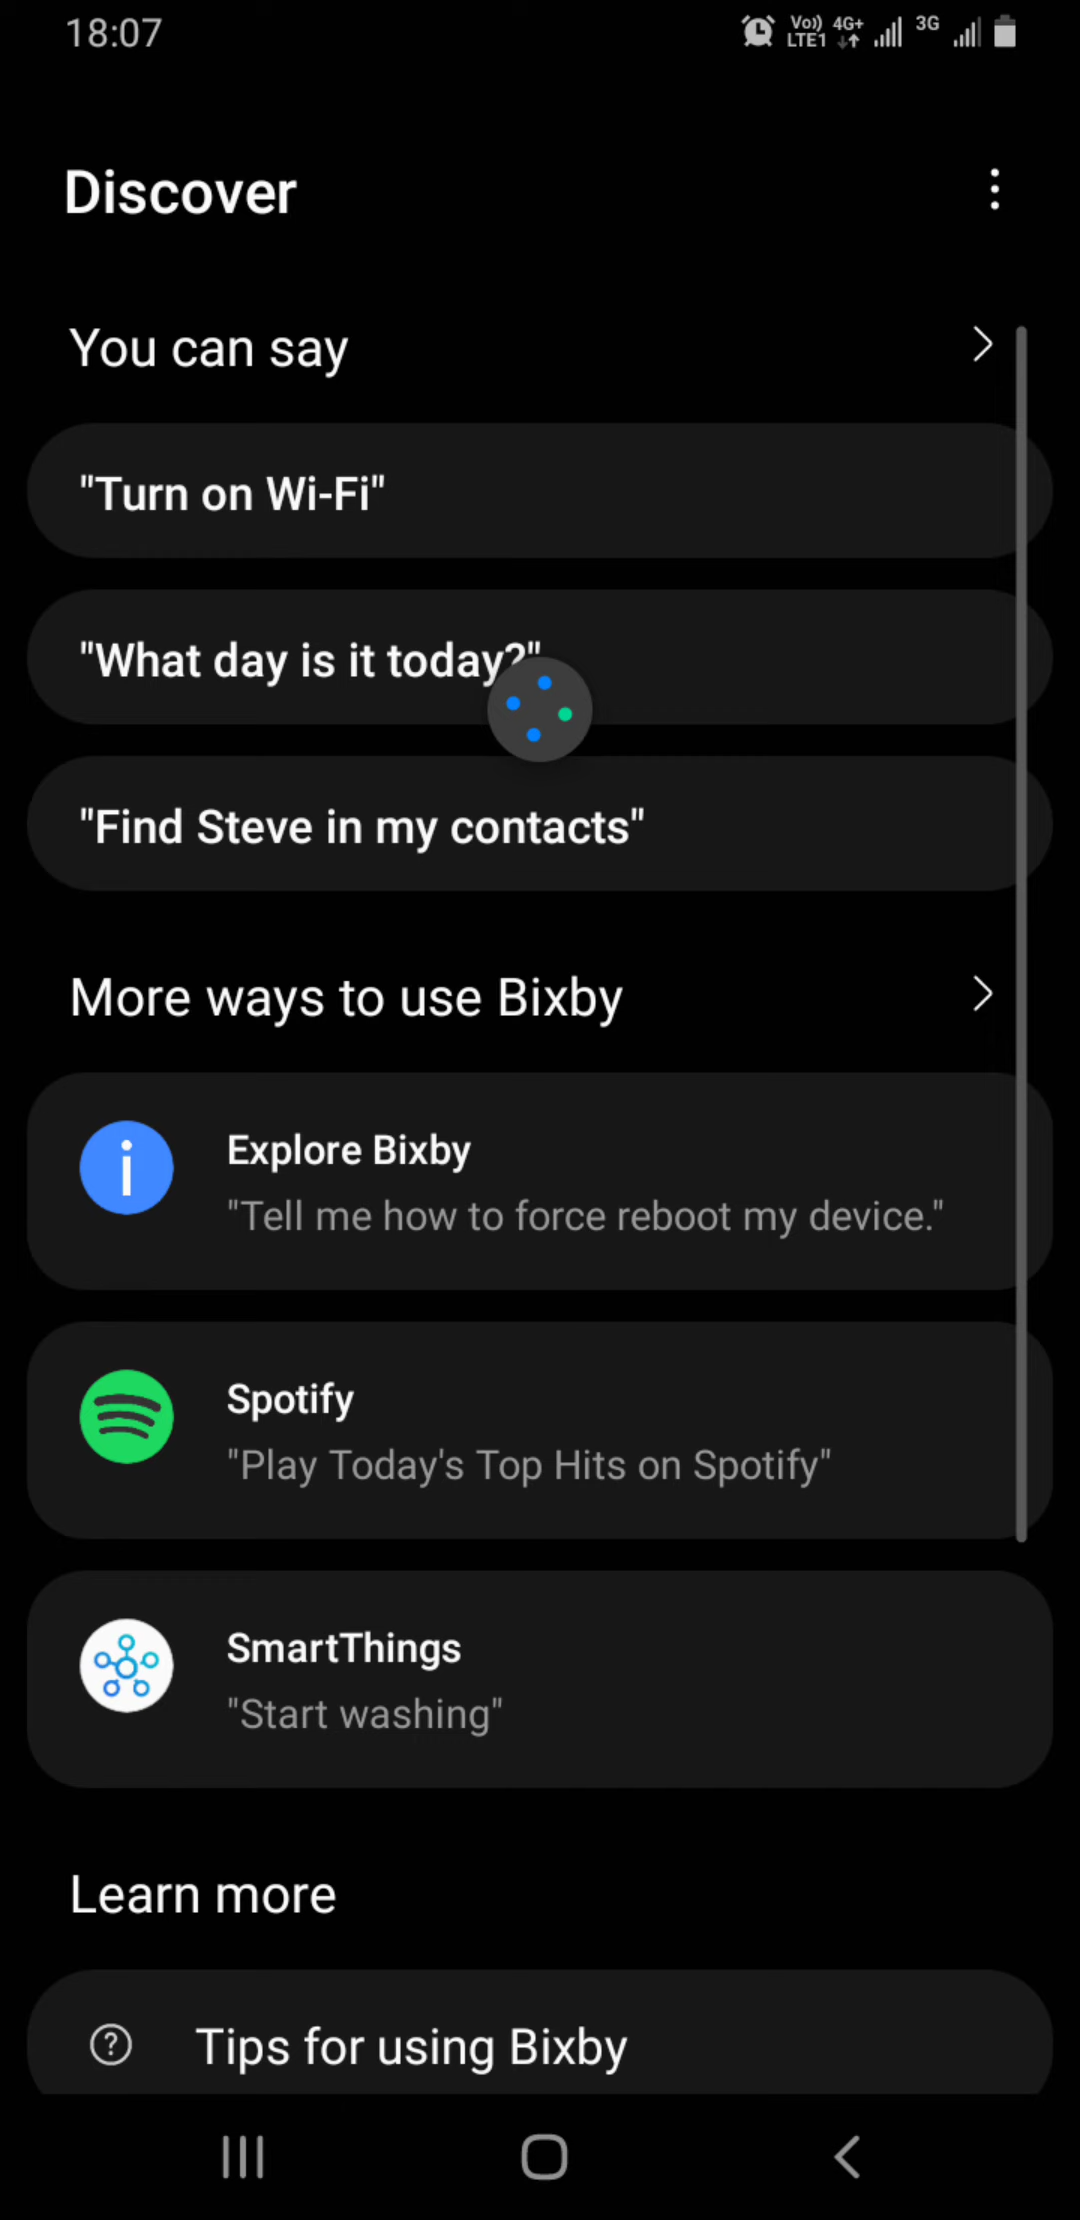 18:07
Vo)) 4G+ 3G
LTE1
Discover
You can say
"Turn on Wi-Fi"
"What day is it today?"
"Find Steve in my contacts"
More ways to use Bixby
Explore Bixby
"Tell me how to force reboot my device."
Spotify
"Play Today's Top Hits on Spotify"
SmartThings
"Start washing"
Learn more
Tips for using Bixby